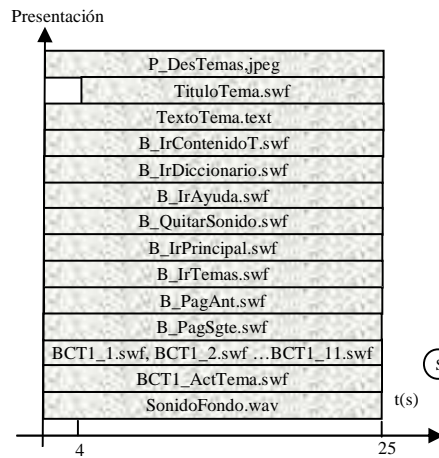 Presentación
P_DesTemas.jpeg
TituloTema.swf
TextoTema.text
B_IrContenidoT.swf
B_IrDiccionario.swf
B_IrAyuda.swf
B_QuitarSonido.swf
B_IrPrincipal.swf
B_IrTemas.swf
B_PagAnt.swf
B_PagSgte.swf
BCT1_1.swf, BCT1_2.swf …BCT1_11.swf
BCT1_ActTema.swf
SonidoFondo.wav
t(s)
4
25